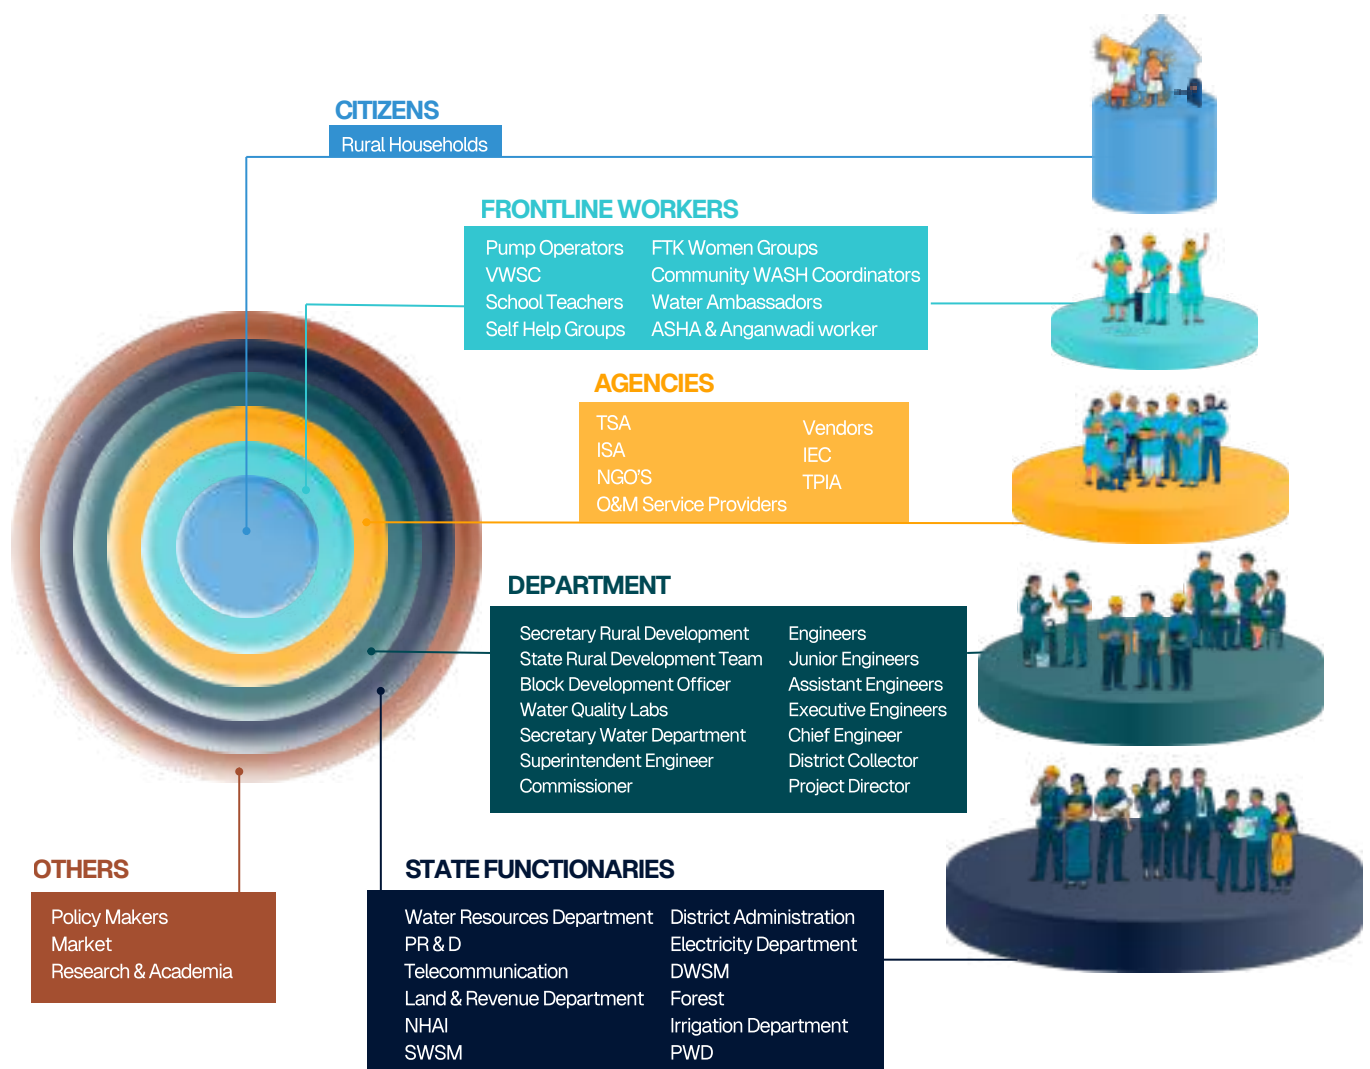 CITIZENS
Rural Households
FRONTLINE WORKERS
Pump Operators
VWSC
School Teachers
Self Help Groups
FTK Women Groups
Community WASH Coordinators
Water Ambassadors
ASHA & Anganwadi worker
AGENCIES
TSA
ISA
NGO'S
O&M Service Providers
Vendors
IEC
TPIA
DEPARTMENT
Secretary Rural Development
State Rural Development Team
Block Development Officer
Water Quality Labs
Secretary Water Department
Superintendent Engineer
Commissioner
Engineers
Junior Engineers
Assistant Engineers
Executive Engineers
Chief Engineer
District Collector
Project Director
OTHERS
Policy Makers
Market
Research & Academia
STATE FUNCTIONARIES
Water Resources Department
PR & D
Telecommunication
Land & Revenue Department
NHAI
SWSM
District Administration
Electricity Department
DWSM
Forest
Irrigation Department
PWD